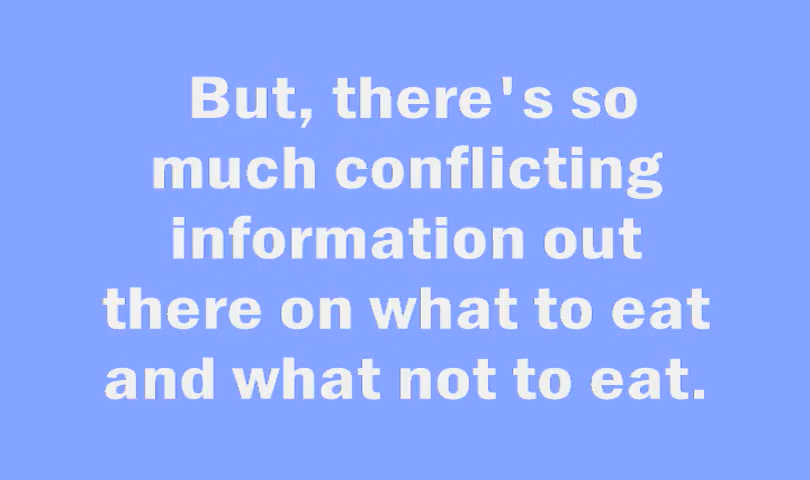 But, there's so
much conflicting
information out
there on what to eat
and what not to eat.